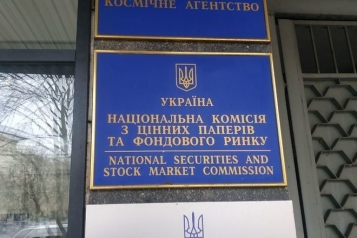 КОСМІЧНЕ АГЕНТСТВО
УКРАЇНА
НАЦІОНАЛЬНА КОМІСІЯ
З ЦІННИХ ПАПЕРІВ
ТА ФОНДОВОГО РИНКУ
NATIONAL SECURITIES AND
STOCK MARKET COMMISSION